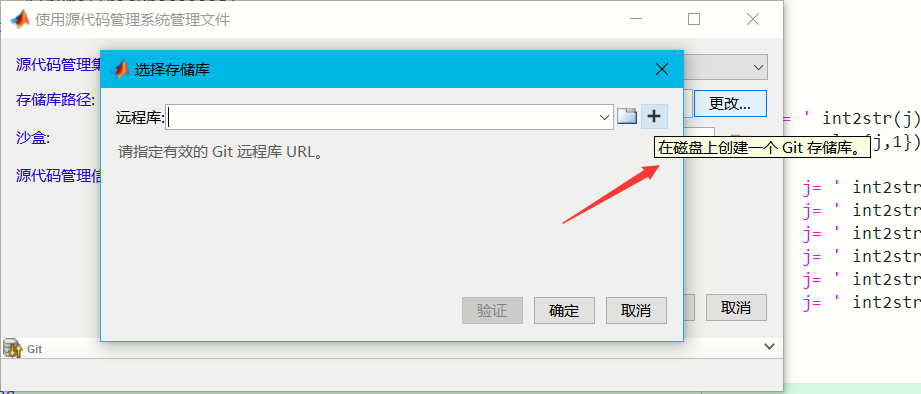 使用源代码管理系统管理文件
源代码管理集
选择存储库
存储库路径:
更改...
远程库:
= ' int2str(j)
沙盒:
在磁盘上创建一个 Git 存储库。
(j,1})
请指定有效的 Git 远程库 URL。
源代码管理信
j= ' int2str
j= ' int2str
j= ' int2str
j= ' int2str
j= ' int2str
j= ' int2str
验证
确定
取消
取消
Git